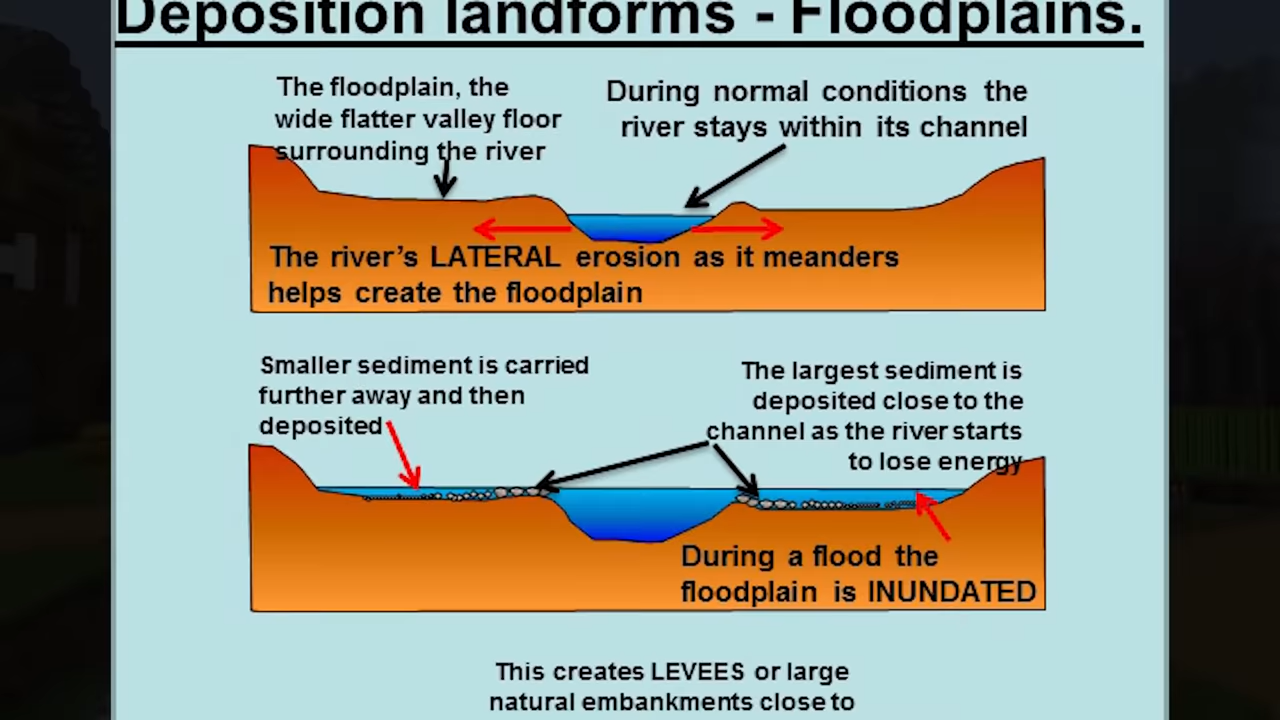 Deposition landforms - Floodplains.
The floodplain, the
wide flatter valley floor
surrounding the river
During normal conditions the
river stays within its channel
The river's LATERAL erosion as it meanders
helps create the floodplain
Smaller sediment is carried
further away and then
deposited
The largest sediment is
deposited close to the
channel as the river starts
to lose energy
During a flood the
floodplain is INUNDATED
This creates LEVEES or large
natural embankments close to